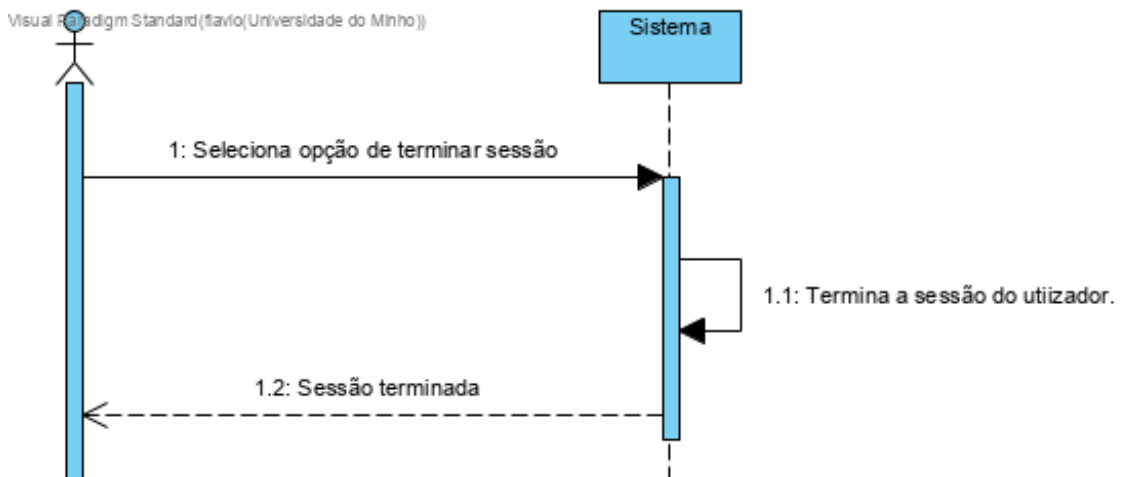 Visual Paradigm Standard(flavio(Universidade do Minho))
Sistema
1: Seleciona opção de terminar sessão
1.1: Termina a sessão do utiizador.
1.2: Sessão terminada